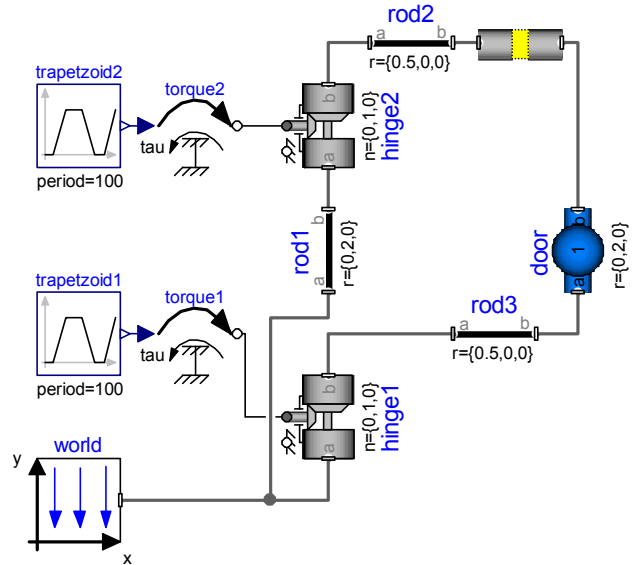 rod2
a b
r={0.5,0,0}
trapetzoid2
torque2
tau
period=100
b
a
n={0,1,0}
hinge2
rod1
b
a
r={0,2,0}
door
1
a
b
r={0,2,0}
trapetzoid1
torque1
tau
period=100
rod3
a b
r={0.5,0,0}
b
a
n={0,1,0}
hinge1
world
y
x